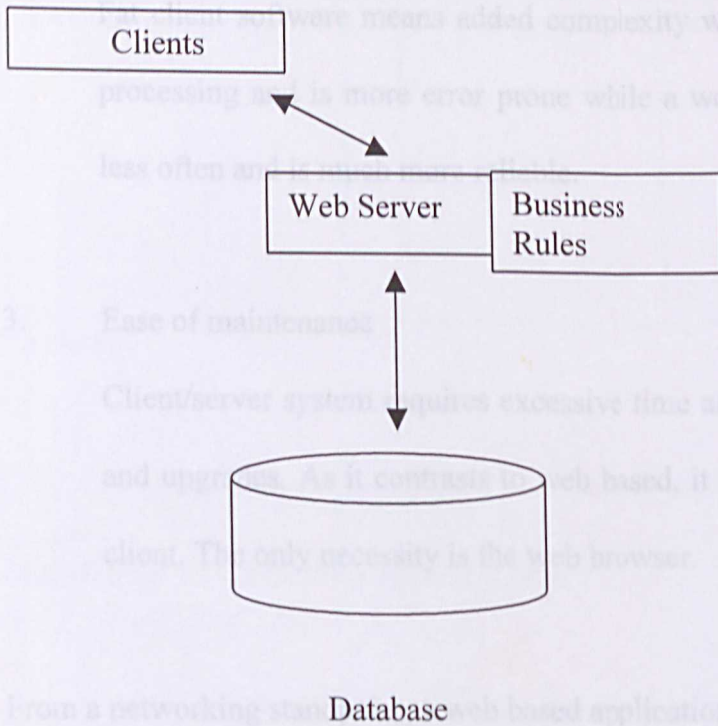 Fat client software means added complexity w
Clients
processing and is more error prone while a we
less often and is much more reliable.
Web Server
Business
Rules
3. Ease of maintenance
Client/server system requires excessive time a
and upgrades. As it contrasts to web based, it
client. The only necessity is the web browser.
Database
From a networking web based application